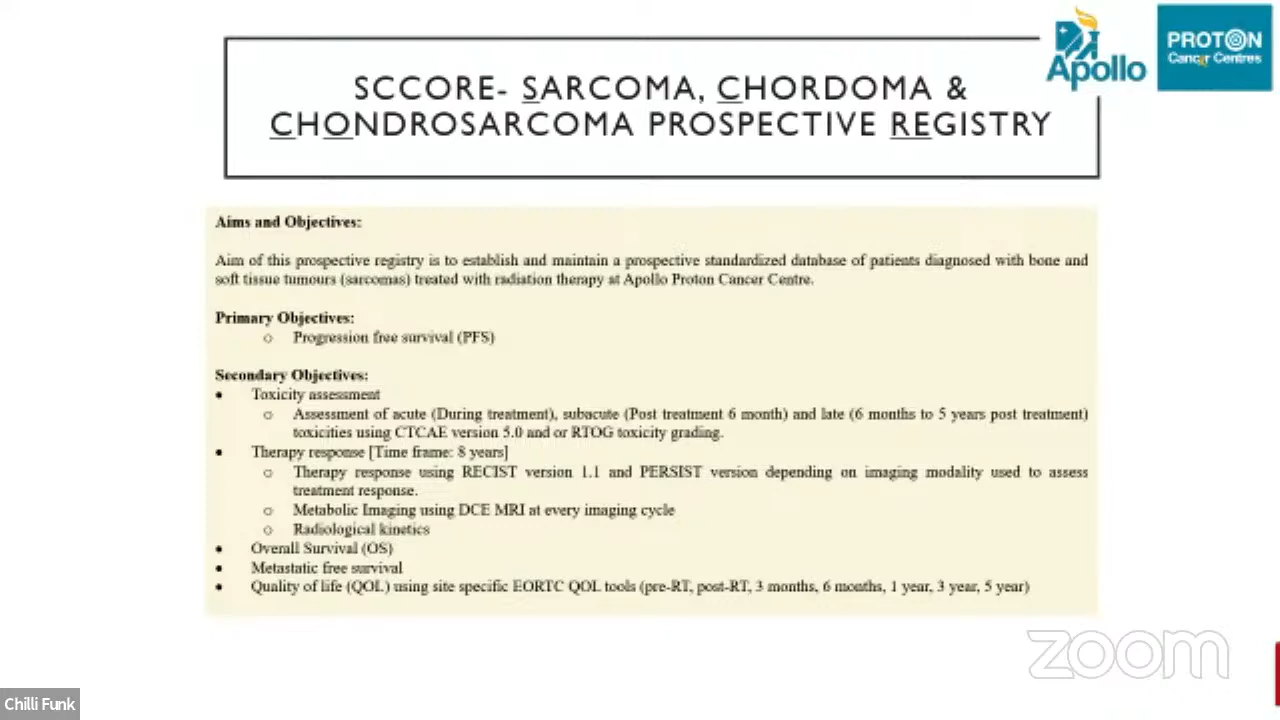 Apollo
PROTON
Cancer Centres
SCCORE- SARCOMA, CHORDOMA &
CHONDROSARCOMA PROSPECTIVE REGISTRY
Aims and Objectives:
Aim of this prospective registry is to establish and maintain a prospective standardized database of patients diagnosed with bone and
soft tissue tumours (sarcomas) treated with radiation therapy at Apollo Proton Cancer Centre.
Primary Objectives:
o Progression free survival (PFS)
Secondary Objectives:
• Toxicity assessment
o Assessment of acute (During treatment), subacute (Post treatment 6 month) and late (6 months to 5 years post treatment)
toxicities using CTCAE version 5.0 and or RTOG toxicity grading.
• Therapy response [Time frame: 8 years]
o Therapy response using RECIST version 1.1 and PERSIST version depending on imaging modality used to assess
treatment response.
o Metabolic Imaging using DCE MRI at every imaging cycle
o Radiological kinetics
• Overall Survival (OS)
• Metastatic free survival
• Quality of life (QOL) using site specific EORTC QOL tools (pre-RT, post-RT, 3 months, 6 months, 1 year, 3 year, 5 year)
zoom
Chilli Funk